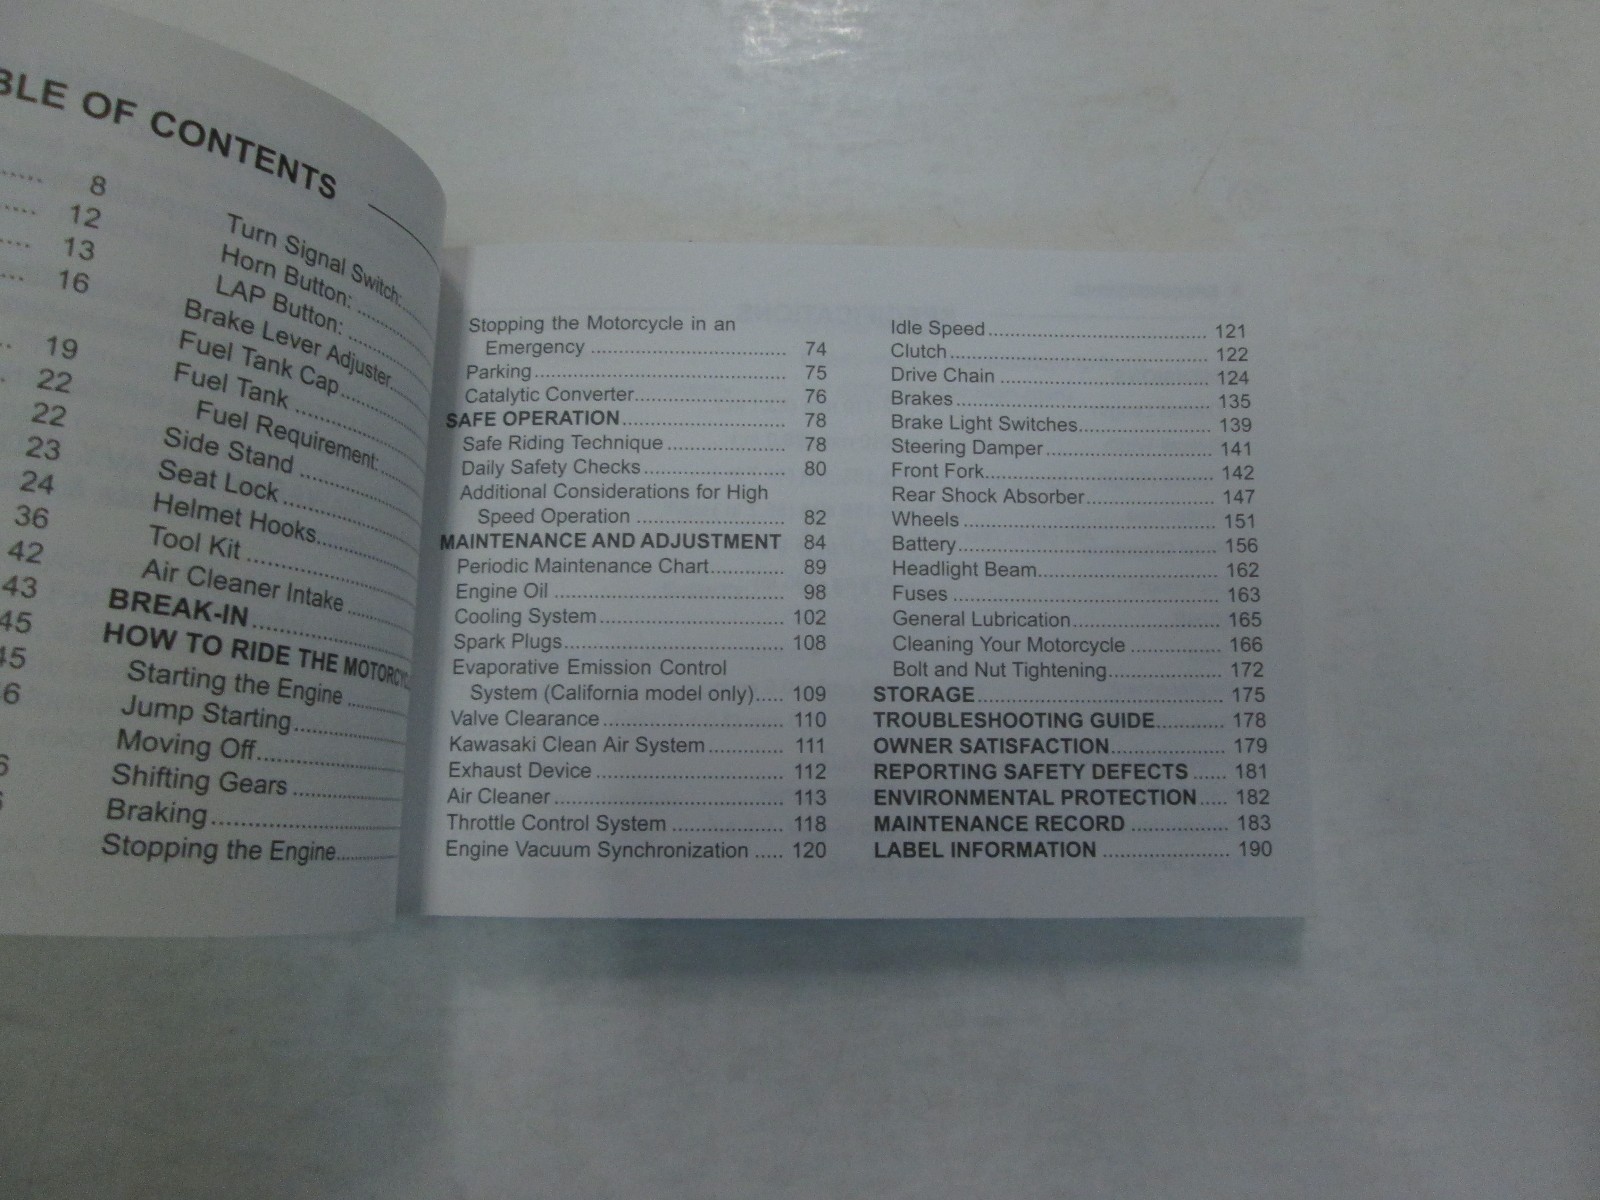 BLE OF CONTENTS
8
12
13
16
19
22
22
23
24
36
42
43
45
45
Turn Signal Switch:
Horn Button:
LAP Button:
Brake Lever Adjuster
Fuel Tank Cap
Fuel Tank
Fuel Requirement:
Side Stand
Seat Lock
Helmet Hooks
Tool Kit
Air Cleaner Intake
BREAK-IN
HOW TO RIDE THE MOTORCYC
Starting the Engine
Jump Starting
Moving Off
Shifting Gears
Braking
Stopping the Engine
Stopping the Motorcycle in an
Emergency 74
Parking 75
Catalytic Converter 76
SAFE OPERATION 78
Safe Riding Technique 78
Daily Safety Checks 80
Additional Considerations for High
Speed Operation 82
MAINTENANCE AND ADJUSTMENT 84
Periodic Maintenance Chart 89
Engine Oil 98
Cooling System 102
Spark Plugs 108
Evaporative Emission Control
System (California model only) 109
Valve Clearance 110
Kawasaki Clean Air System 111
Exhaust Device 112
Air Cleaner 113
Throttle Control System 118
Engine Vacuum Synchronization 120
Idle Speed 121
Clutch 122
Drive Chain 124
Brakes 135
Brake Light Switches 139
Steering Damper 141
Front Fork 142
Rear Shock Absorber 147
Wheels 151
Battery 156
Headlight Beam 162
Fuses 163
General Lubrication 165
Cleaning Your Motorcycle 166
Bolt and Nut Tightening 172
STORAGE 175
TROUBLESHOOTING GUIDE 178
OWNER SATISFACTION 179
REPORTING SAFETY DEFECTS 181
ENVIRONMENTAL PROTECTION 182
MAINTENANCE RECORD 183
LABEL INFORMATION 190